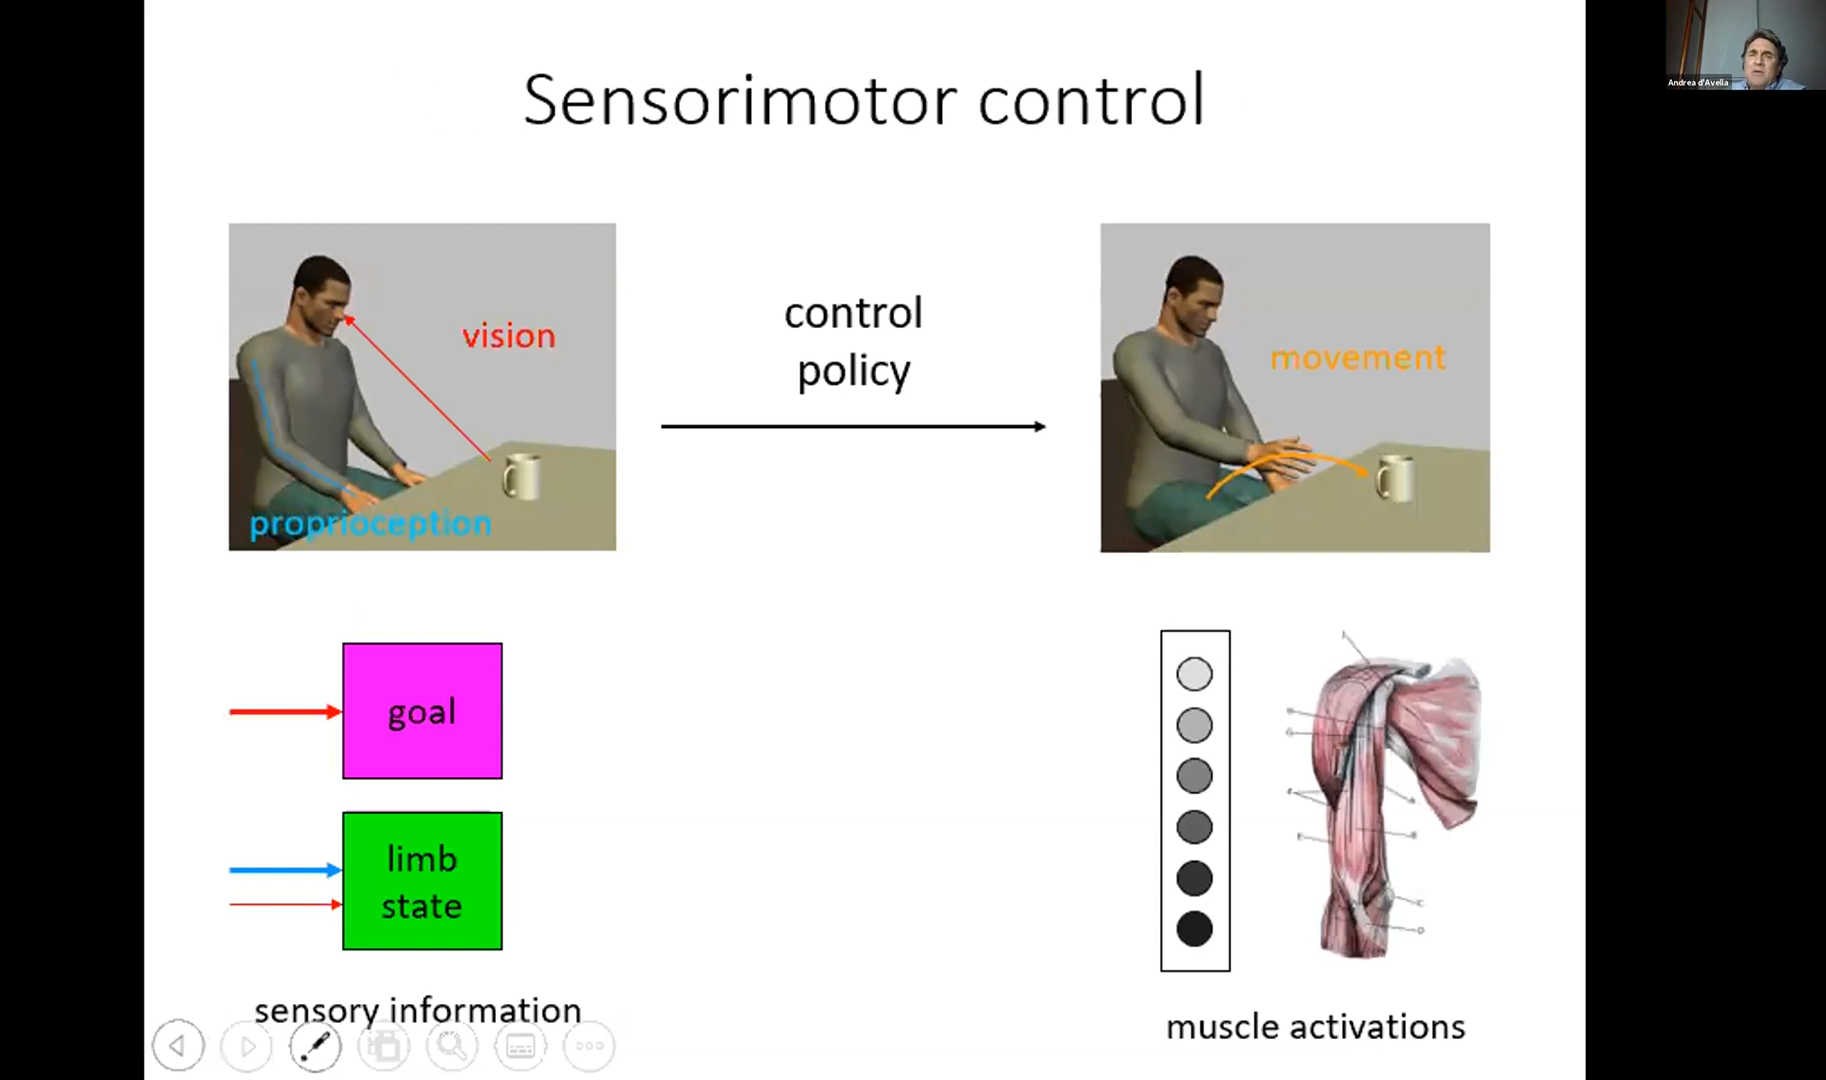 Sensorimotor control
Andrea d'Avella
vision
proprioception
control
policy
movement
goal
limb
state
sensory information
muscle activations